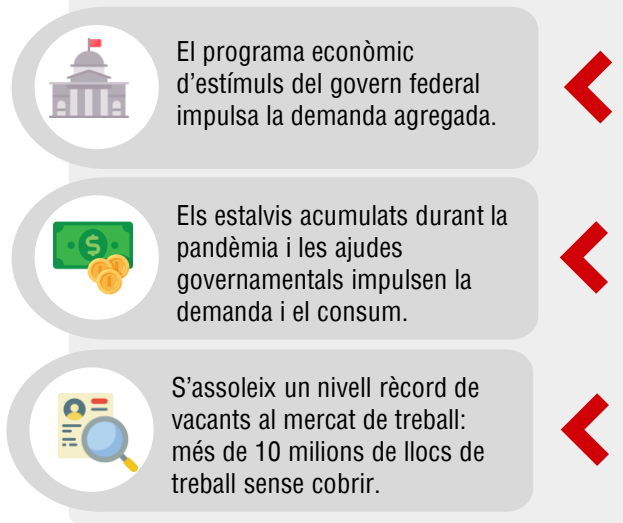 El programa econòmic
d'estímuls del govern federal
impulsa la demanda agregada.
Els estalvis acumulats durant la
pandèmia i les ajudes
governamentals impulsen la
demanda i el consum.
S'assoleix un nivell rècord de
vacants al mercat de treball:
més de 10 milions de llocs de
treball sense cobrir.